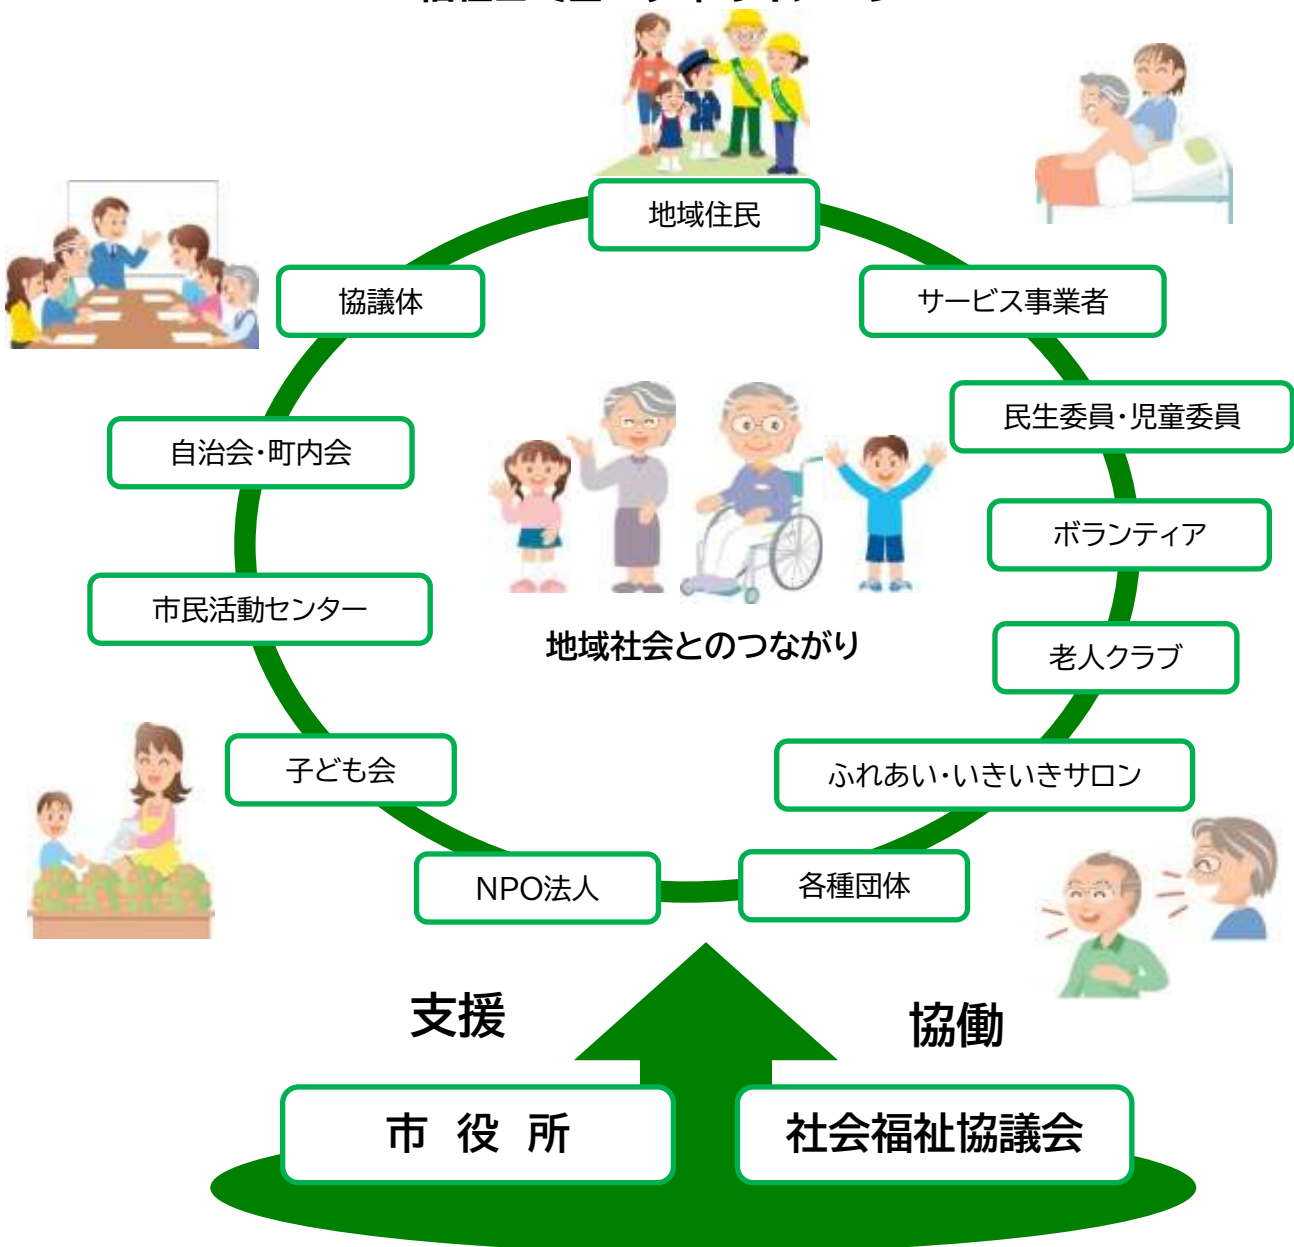 地域住民
協議体
サービス事業者
民生委員・児童委員
自治会・町内会
ボランティア
市民活動センター
地域社会とのつながり
老人クラブ
子ども会
ふれあい・いきいきサロン
NPO法人
各種団体
支援
協働
市 役 所
社会福祉協議会